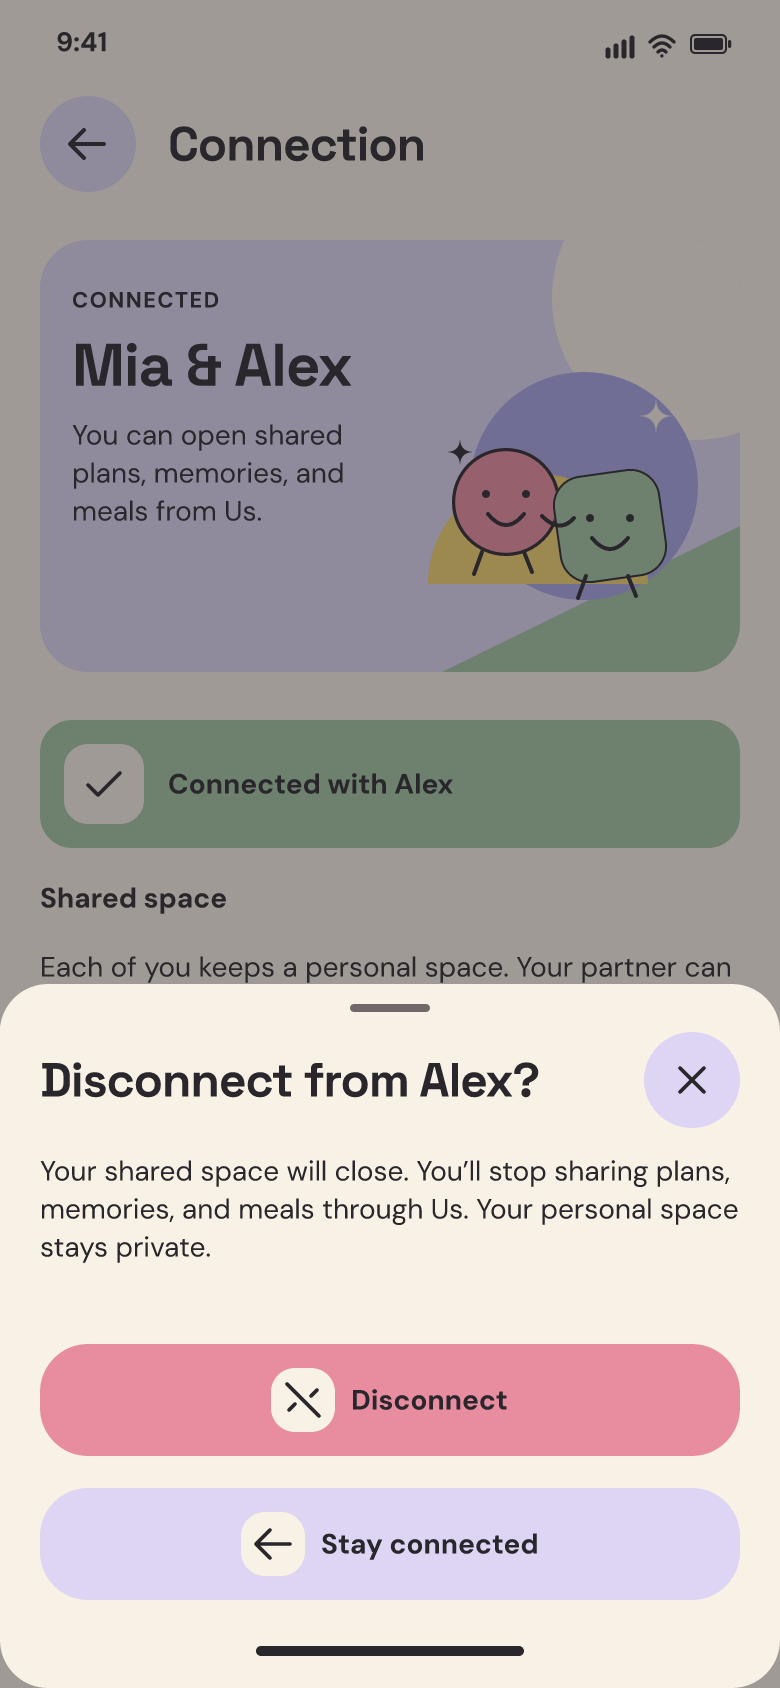 9:41
Connection
CONNECTED
Mia & Alex
You can open shared
plans, memories, and
meals from Us.
Connected with Alex
Shared space
Each of you keeps a personal space. Your partner can
Disconnect from Alex?
Your shared space will close. You’ll stop sharing plans,
memories, and meals through Us. Your personal space
stays private.
Disconnect
Stay connected